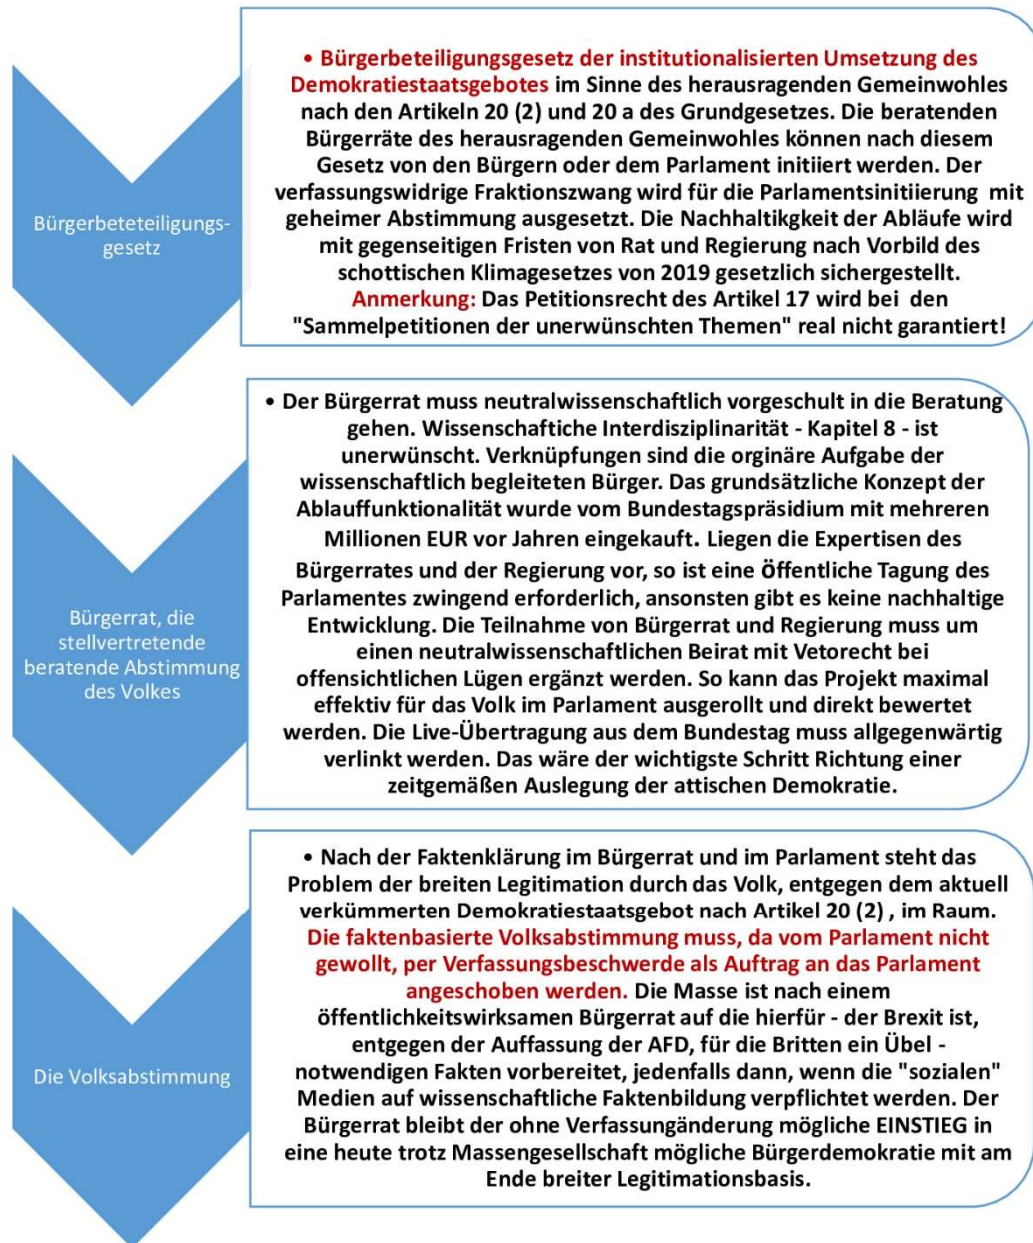 Bürgerbeteteiligungs-
gesetz
• Bürgerbeteiligungsgesetz der institutionalisierten Umsetzung des
Demokratiestaatsgebotes im Sinne des herausragenden Gemeinwohles
nach den Artikeln 20 (2) und 20 a des Grundgesetzes. Die beratenden
Bürgerräte des herausragenden Gemeinwohles können nach diesem
Gesetz von den Bürgern oder dem Parlament initiiert werden. Der
verfassungswidrige Fraktionszwang wird für die Parlamentsinitiierung mit
geheimer Abstimmung ausgesetzt. Die Nachhaltikgkeit der Abläufe wird
mit gegenseitigen Fristen von Rat und Regierung nach Vorbild des
schottischen Klimagesetzes von 2019 gesetzlich sichergestellt.
Anmerkung: Das Petitionsrecht des Artikel 17 wird bei den
"Sammelpetitionen der unerwünschten Themen" real nicht garantiert!
Bürgerrat, die
stellvertretende
beratende Abstimmung
des Volkes
• Der Bürgerrat muss neutralwissenschaftlich vorgeschult in die Beratung
gehen. Wissenschaftiche Interdisziplinarität - Kapitel 8 - ist
unerwünscht. Verknüpfungen sind die orginäre Aufgabe der
wissenschaftlich begleiteten Bürger. Das grundsätzliche Konzept der
Ablauffunktionalität wurde vom Bundestagspräsidium mit mehreren
Millionen EUR vor Jahren eingekauft. Liegen die Expertisen des
Bürgerrates und der Regierung vor, so ist eine Öffentliche Tagung des
Parlamentes zwingend erforderlich, ansonsten gibt es keine nachhaltige
Entwicklung. Die Teilnahme von Bürgerrat und Regierung muss um
einen neutralwissenschaftlichen Beirat mit Vetorecht bei
offensichtlichen Lügen ergänzt werden. So kann das Projekt maximal
effektiv für das Volk im Parlament ausgerollt und direkt bewertet
werden. Die Live-Übertragung aus dem Bundestag muss allgegenwärtig
verlinkt werden. Das wäre der wichtigste Schritt Richtung einer
zeitgemäßen Auslegung der attischen Demokratie.
Die Volksabstimmung
• Nach der Faktenklärung im Bürgerrat und im Parlament steht das
Problem der breiten Legitimation durch das Volk, entgegen dem aktuell
verkümmerten Demokratiestaatsgebot nach Artikel 20 (2) , im Raum.
Die faktenbasierte Volksabstimmung muss, da vom Parlament nicht
gewollt, per Verfassungsbeschwerde als Auftrag an das Parlament
angeschoben werden. Die Masse ist nach einem
öffentlichkeitswirksamen Bürgerrat auf die hierfür - der Brexit ist,
entgegen der Auffassung der AFD, für die Britten ein Übel -
notwendigen Fakten vorbereitet, jedenfalls dann, wenn die "sozialen"
Medien auf wissenschaftliche Faktenbildung verpflichtet werden. Der
Bürgerrat bleibt der ohne Verfassungänderung mögliche EINSTIEG in
eine heute trotz Massengesellschaft mögliche Bürgerdemokratie mit am
Ende breiter Legitimationsbasis.